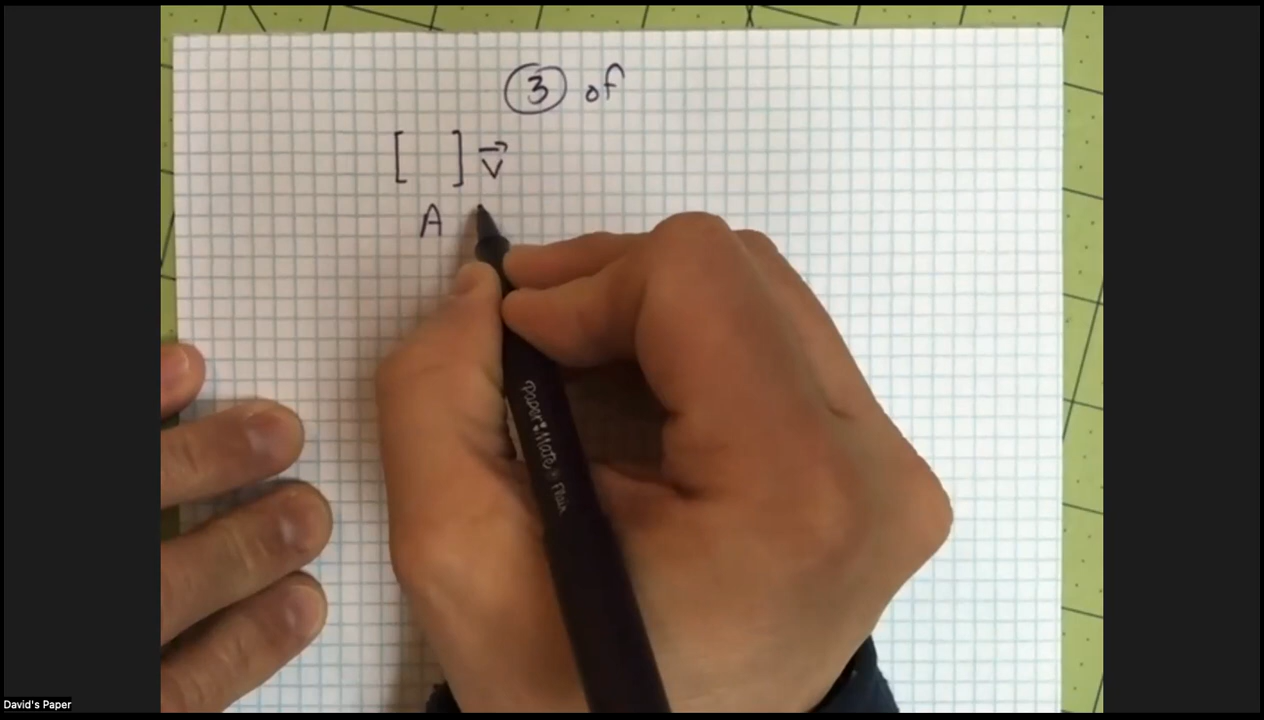 3 of
[ ] v⃗
A
Paper Mate Flair
David's Paper